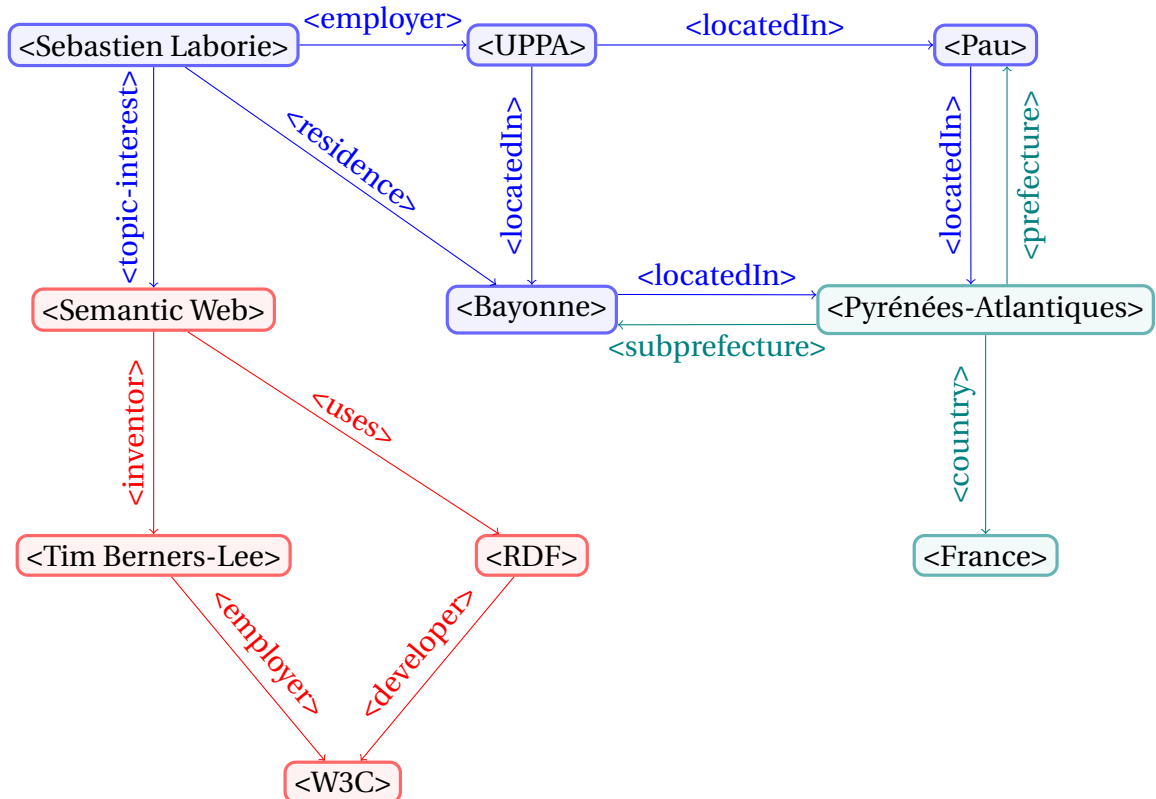 <employer>
<locatedIn>
<Sebastien Laborie>
<UPPA>
<Pau>
<topic-interest>
<residence>
<locatedIn>
<locatedIn>
<prefecture>
<locatedIn>
<Semantic Web>
<Bayonne>
<Pyrénées-Atlantiques>
<subprefecture>
<inventor>
<uses>
<country>
<Tim Berners-Lee>
<RDF>
<France>
<employer>
<developer>
<W3C>